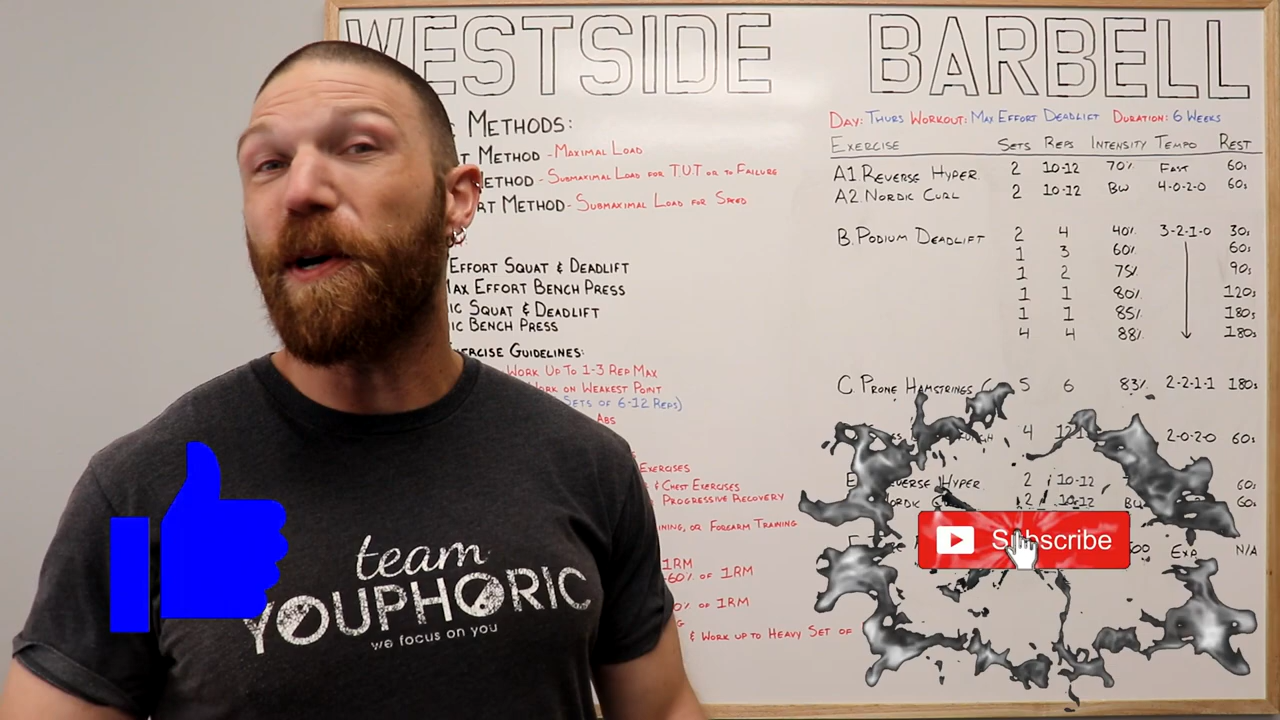 WESTSIDE BARBELL
METHODS:
METHOD - MAXIMAL LOAD
METHOD - SUBMAXIMAL LOAD FOR T.U.T OR TO FAILURE
METHOD - SUBMAXIMAL LOAD FOR SPEED
EFFORT SQUAT & DEADLIFT
MAX EFFORT BENCH PRESS
SQUAT & DEADLIFT
BENCH PRESS
GUIDELINES:
WORK UP TO 1-3 REP MAX
WORK ON WEAKEST POINT
SETS OF 6-12 REPS)
ABS
EXERCISES
& CHEST EXERCISES
PROGRESSIVE RECOVERY
OR FOREARM TRAINING
1RM
60% OF 1RM
% OF 1RM
& WORK UP TO HEAVY SET OF
DAY: THURS WORKOUT: MAX EFFORT DEADLIFT DURATION: 6 WEEKS
EXERCISE SETS REPS INTENSITY TEMPO REST
A1 REVERSE HYPER 2 10-12 70% FAST 60s
A2. NORDIC CURL 2 10-12 BW 4-0-2-0 60s
B. PODIUM DEADLIFT 2 4 40% 3-2-1-0 30s
1 3 60% 60s
1 2 75% 90s
1 1 80% 120s
1 1 85% 180s
4 4 88% 180s
C. PRONE HAMSTRINGS 5 6 83% 2-2-1-1 180s
4 2-0-2-0 60s
HYPER 2 10-12 60s
2 10-12 60s
EXP N/A
Subscribe
team
YOUPHORIC
we focus on you